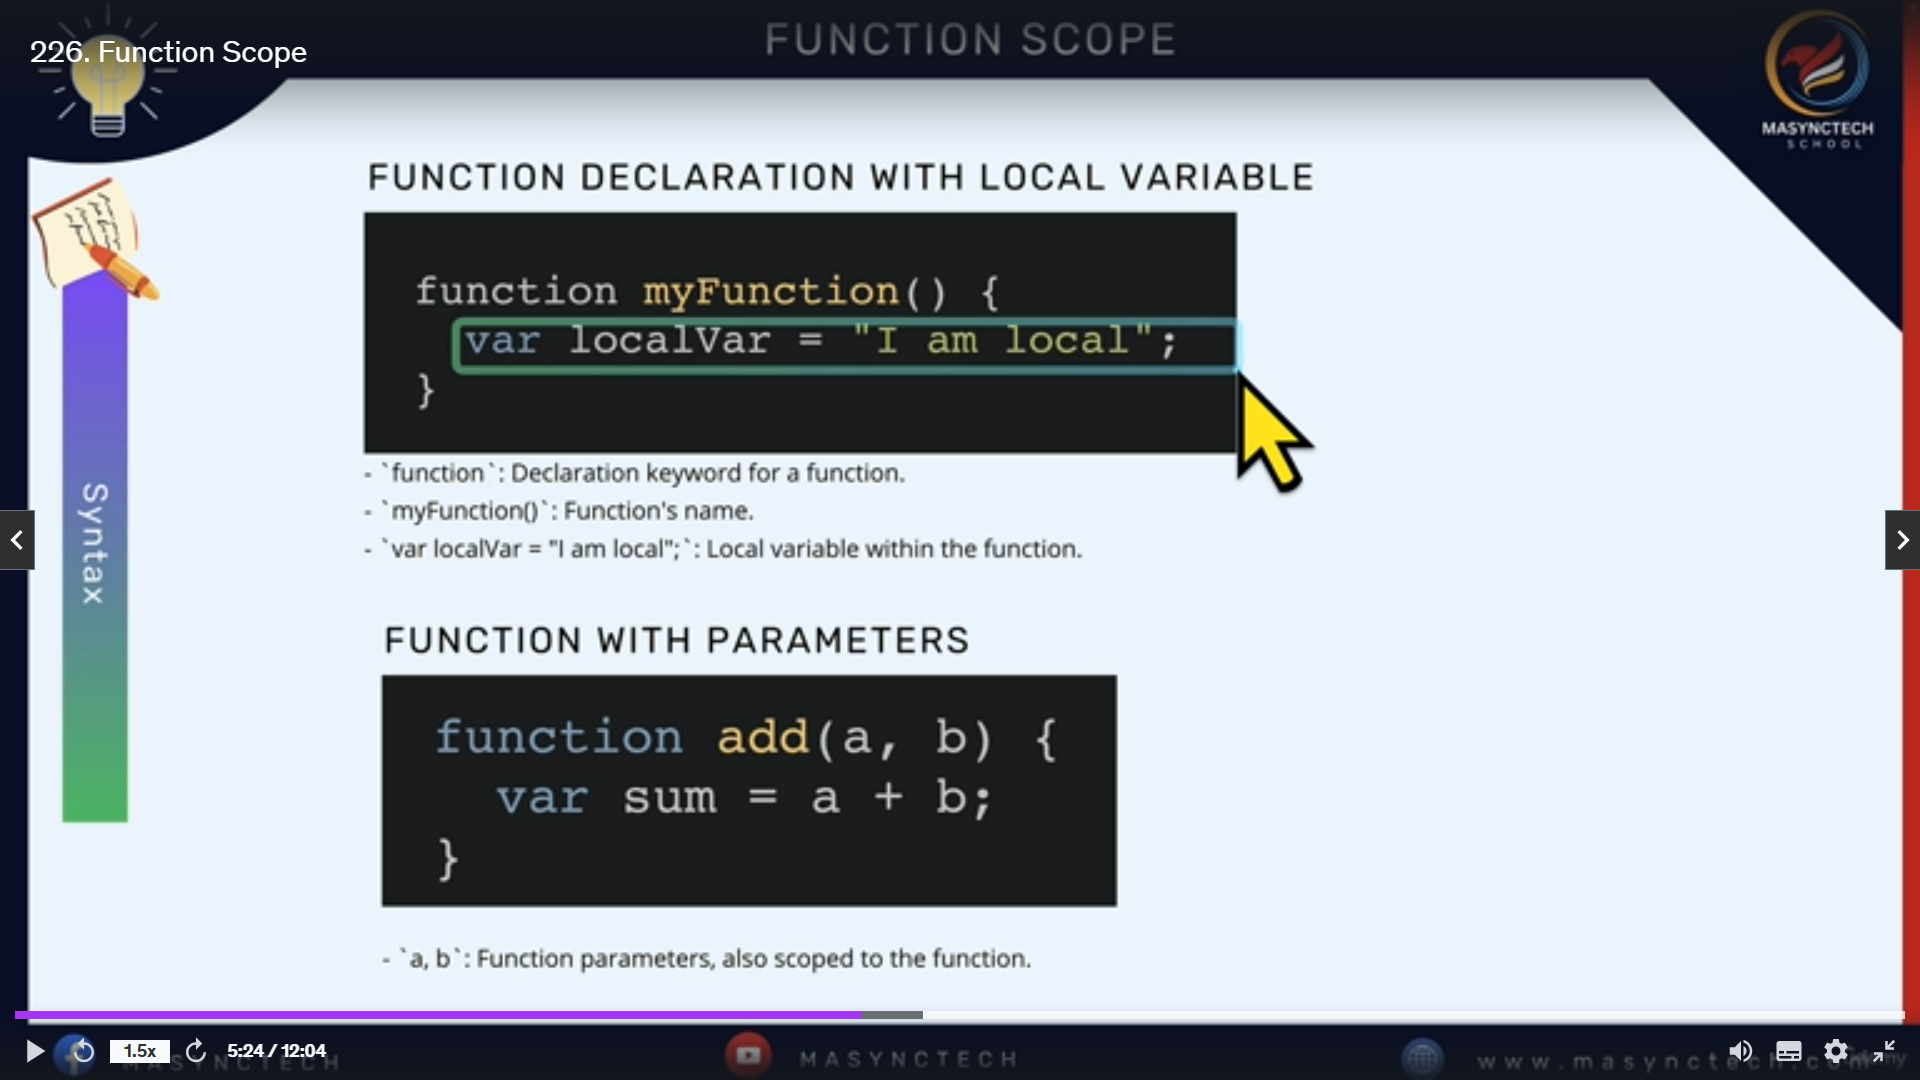 FUNCTION SCOPE
226. Function Scope
MASYNCTECH
SCHOOL
FUNCTION DECLARATION WITH LOCAL VARIABLE
function myFunction() {
var localVar = "I am local";
}
- `function`: Declaration keyword for a function.
- `myFunction()`: Function's name.
- `var localVar = "I am local";`: Local variable within the function.
Syntax
FUNCTION WITH PARAMETERS
function add(a, b) {
var sum = a + b;
}
- `a, b`: Function parameters, also scoped to the function.
1.5x
5:24 / 12:04
MASYNCTECH
MASYNCTECH
www.masynctech.com